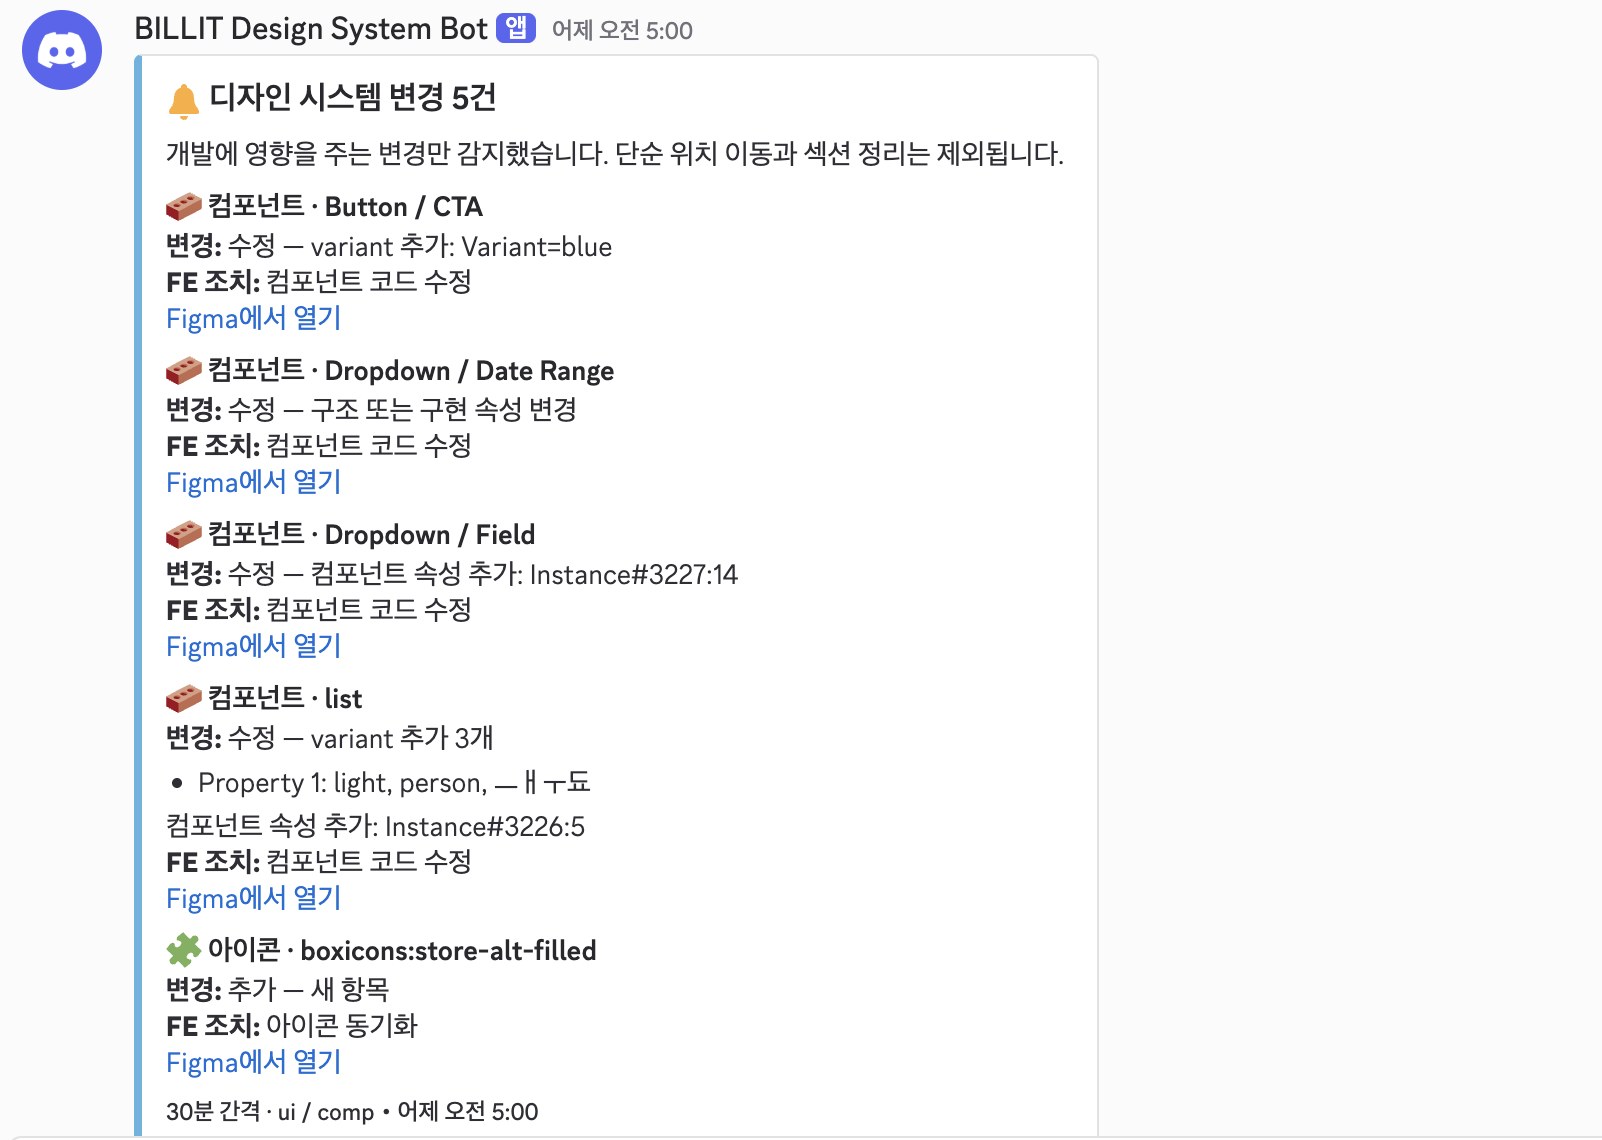 BILLIT Design System Bot 앱 어제 오전 5:00
🔔 디자인 시스템 변경 5건
개발에 영향을 주는 변경만 감지했습니다. 단순 위치 이동과 섹션 정리는 제외됩니다.
🧱 컴포넌트 · Button / CTA
변경: 수정 — variant 추가: Variant=blue
FE 조치: 컴포넌트 코드 수정
Figma에서 열기
🧱 컴포넌트 · Dropdown / Date Range
변경: 수정 — 구조 또는 구현 속성 변경
FE 조치: 컴포넌트 코드 수정
Figma에서 열기
🧱 컴포넌트 · Dropdown / Field
변경: 수정 — 컴포넌트 속성 추가: Instance#3227:14
FE 조치: 컴포넌트 코드 수정
Figma에서 열기
🧱 컴포넌트 · list
변경: 수정 — variant 추가 3개
• Property 1: light, person, ㅡㅐㅜ됴
컴포넌트 속성 추가: Instance#3226:5
FE 조치: 컴포넌트 코드 수정
Figma에서 열기
🧩 아이콘 · boxicons:store-alt-filled
변경: 추가 — 새 항목
FE 조치: 아이콘 동기화
Figma에서 열기
30분 간격 · ui / comp • 어제 오전 5:00